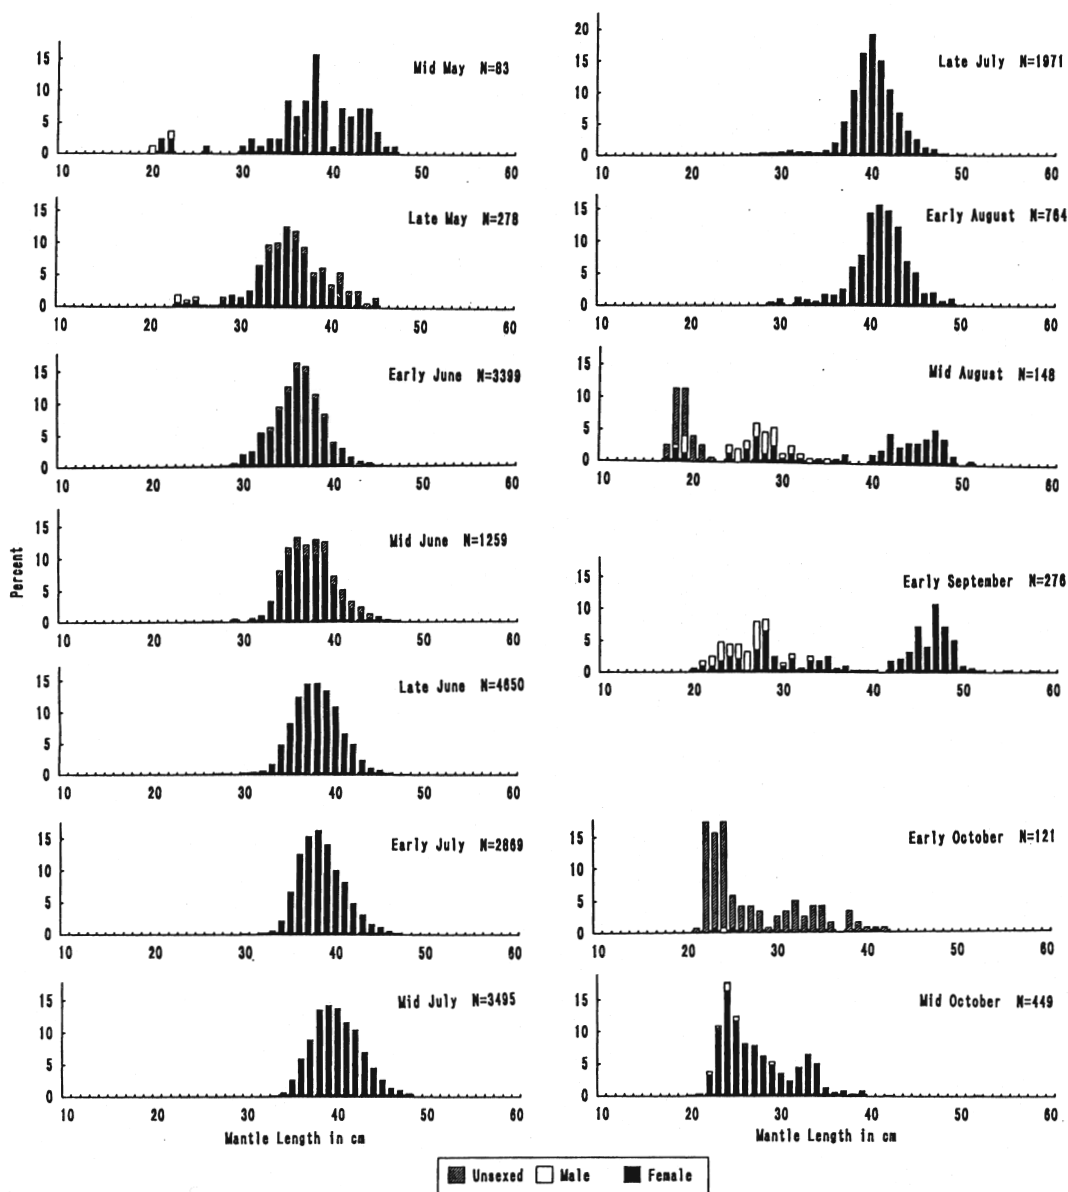 Mid May N=83
15
10
5
0
10 20 30 40 50 60
Late May N=278
15
10
5
0
10 20 30 40 50 60
Early June N=3399
15
10
5
0
10 20 30 40 50 60
Percent
Mid June N=1259
15
10
5
0
10 20 30 40 50 60
Late June N=4650
15
10
5
0
10 20 30 40 50 60
Early July N=2869
15
10
5
0
10 20 30 40 50 60
Mid July N=3495
15
10
5
0
10 20 30 40 50 60
Mantle Length in cm
Late July N=1971
20
15
10
5
0
10 20 30 40 50 60
Early August N=764
15
10
5
0
10 20 30 40 50 60
Mid August N=148
15
10
5
0
10 20 30 40 50 60
Early September N=276
15
10
5
0
10 20 30 40 50 60
Early October N=121
15
10
5
0
10 20 30 40 50 60
Mid October N=449
15
10
5
0
10 20 30 40 50 60
Mantle Length in cm
Unsexed Male Female